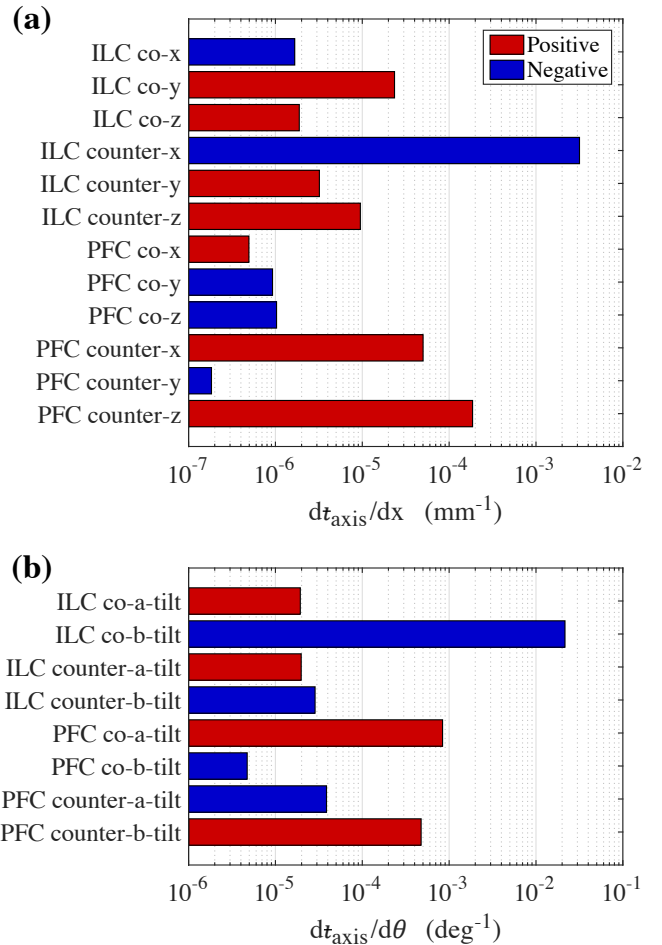 (a)
Positive
Negative
ILC co-x
ILC co-y
ILC co-z
ILC counter-x
ILC counter-y
ILC counter-z
PFC co-x
PFC co-y
PFC co-z
PFC counter-x
PFC counter-y
PFC counter-z
10⁻⁷ 10⁻⁶ 10⁻⁵ 10⁻⁴ 10⁻³ 10⁻²
dƭ_axis/dx (mm⁻¹)
(b)
ILC co-a-tilt
ILC co-b-tilt
ILC counter-a-tilt
ILC counter-b-tilt
PFC co-a-tilt
PFC co-b-tilt
PFC counter-a-tilt
PFC counter-b-tilt
10⁻⁶ 10⁻⁵ 10⁻⁴ 10⁻³ 10⁻² 10⁻¹
dƭ_axis/dθ (deg⁻¹)